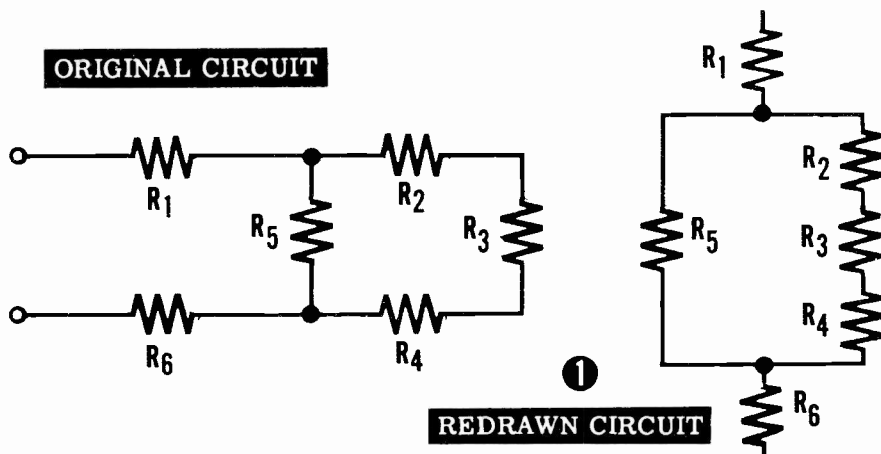 ORIGINAL CIRCUIT
R1
R2
R5
R3
R6
R4
R1
R2
R5
R3
R4
R6
1
REDRAWN CIRCUIT